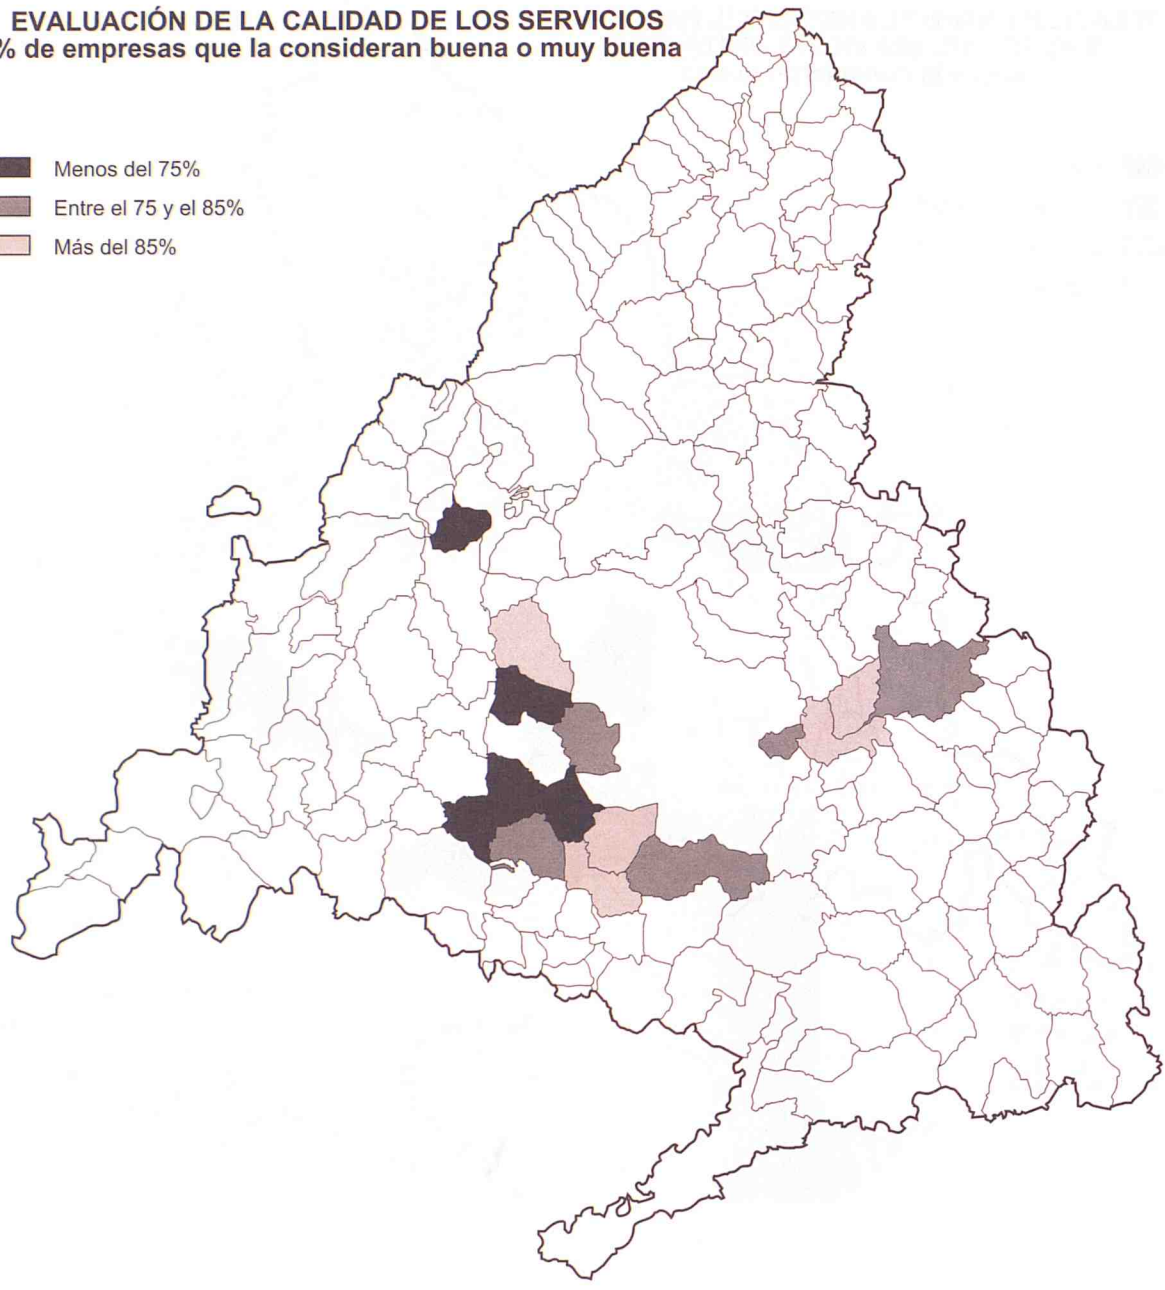 EVALUACIÓN DE LA CALIDAD DE LOS SERVICIOS
% de empresas que la consideran buena o muy buena
Menos del 75%
Entre el 75 y el 85%
Más del 85%